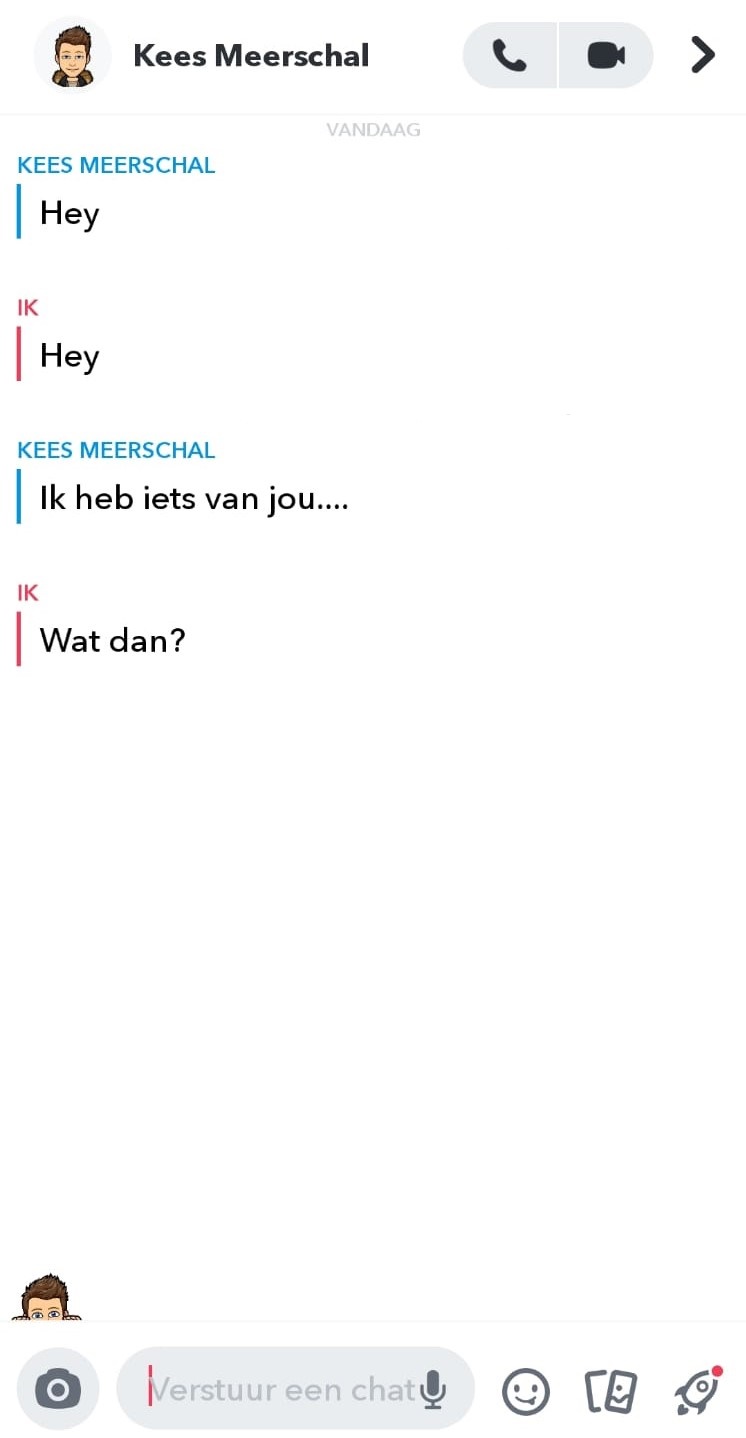 Kees Meerschal
VANDAAG
KEES MEERSCHAL
Hey
IK
Hey
KEES MEERSCHAL
Ik heb iets van jou....
IK
Wat dan?
Verstuur een chat